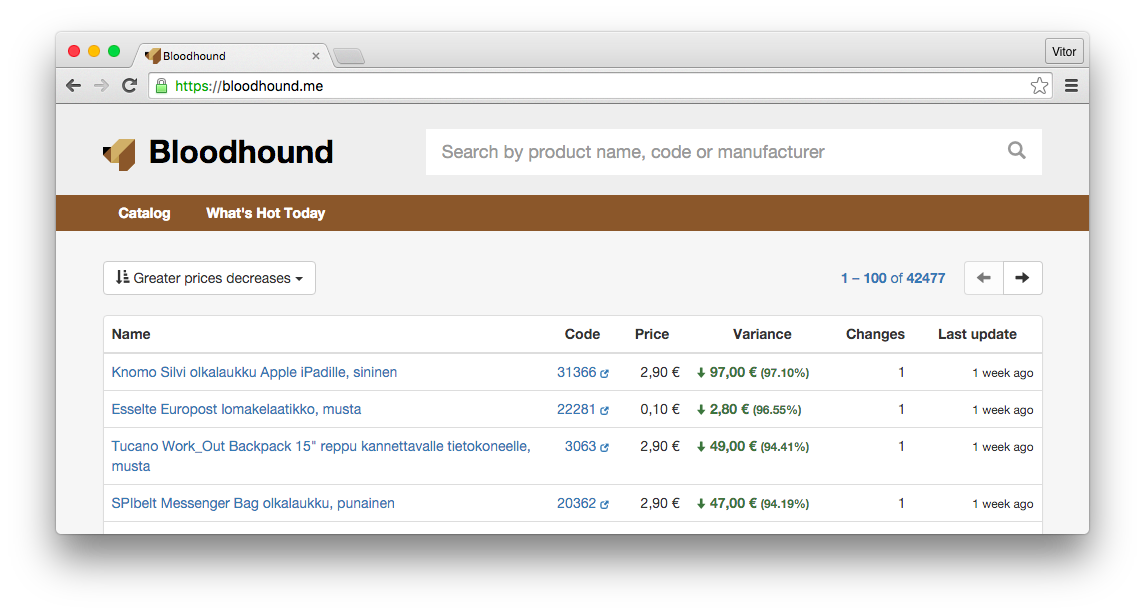 Bloodhound
Vitor
https://bloodhound.me
Bloodhound
Search by product name, code or manufacturer
Catalog What's Hot Today
Greater prices decreases 1 – 100 of 42477
Name Code Price Variance Changes Last update
Knomo Silvi olkalaukku Apple iPadille, sininen 31366 2,90 € 97,00 € (97.10%) 1 1 week ago
Esselte Europost lomakelaatikko, musta 22281 0,10 € 2,80 € (96.55%) 1 1 week ago
Tucano Work_Out Backpack 15" reppu kannettavalle tietokoneelle, 3063 2,90 € 49,00 € (94.41%) 1 1 week ago
musta
SPIbelt Messenger Bag olkalaukku, punainen 20362 2,90 € 47,00 € (94.19%) 1 1 week ago